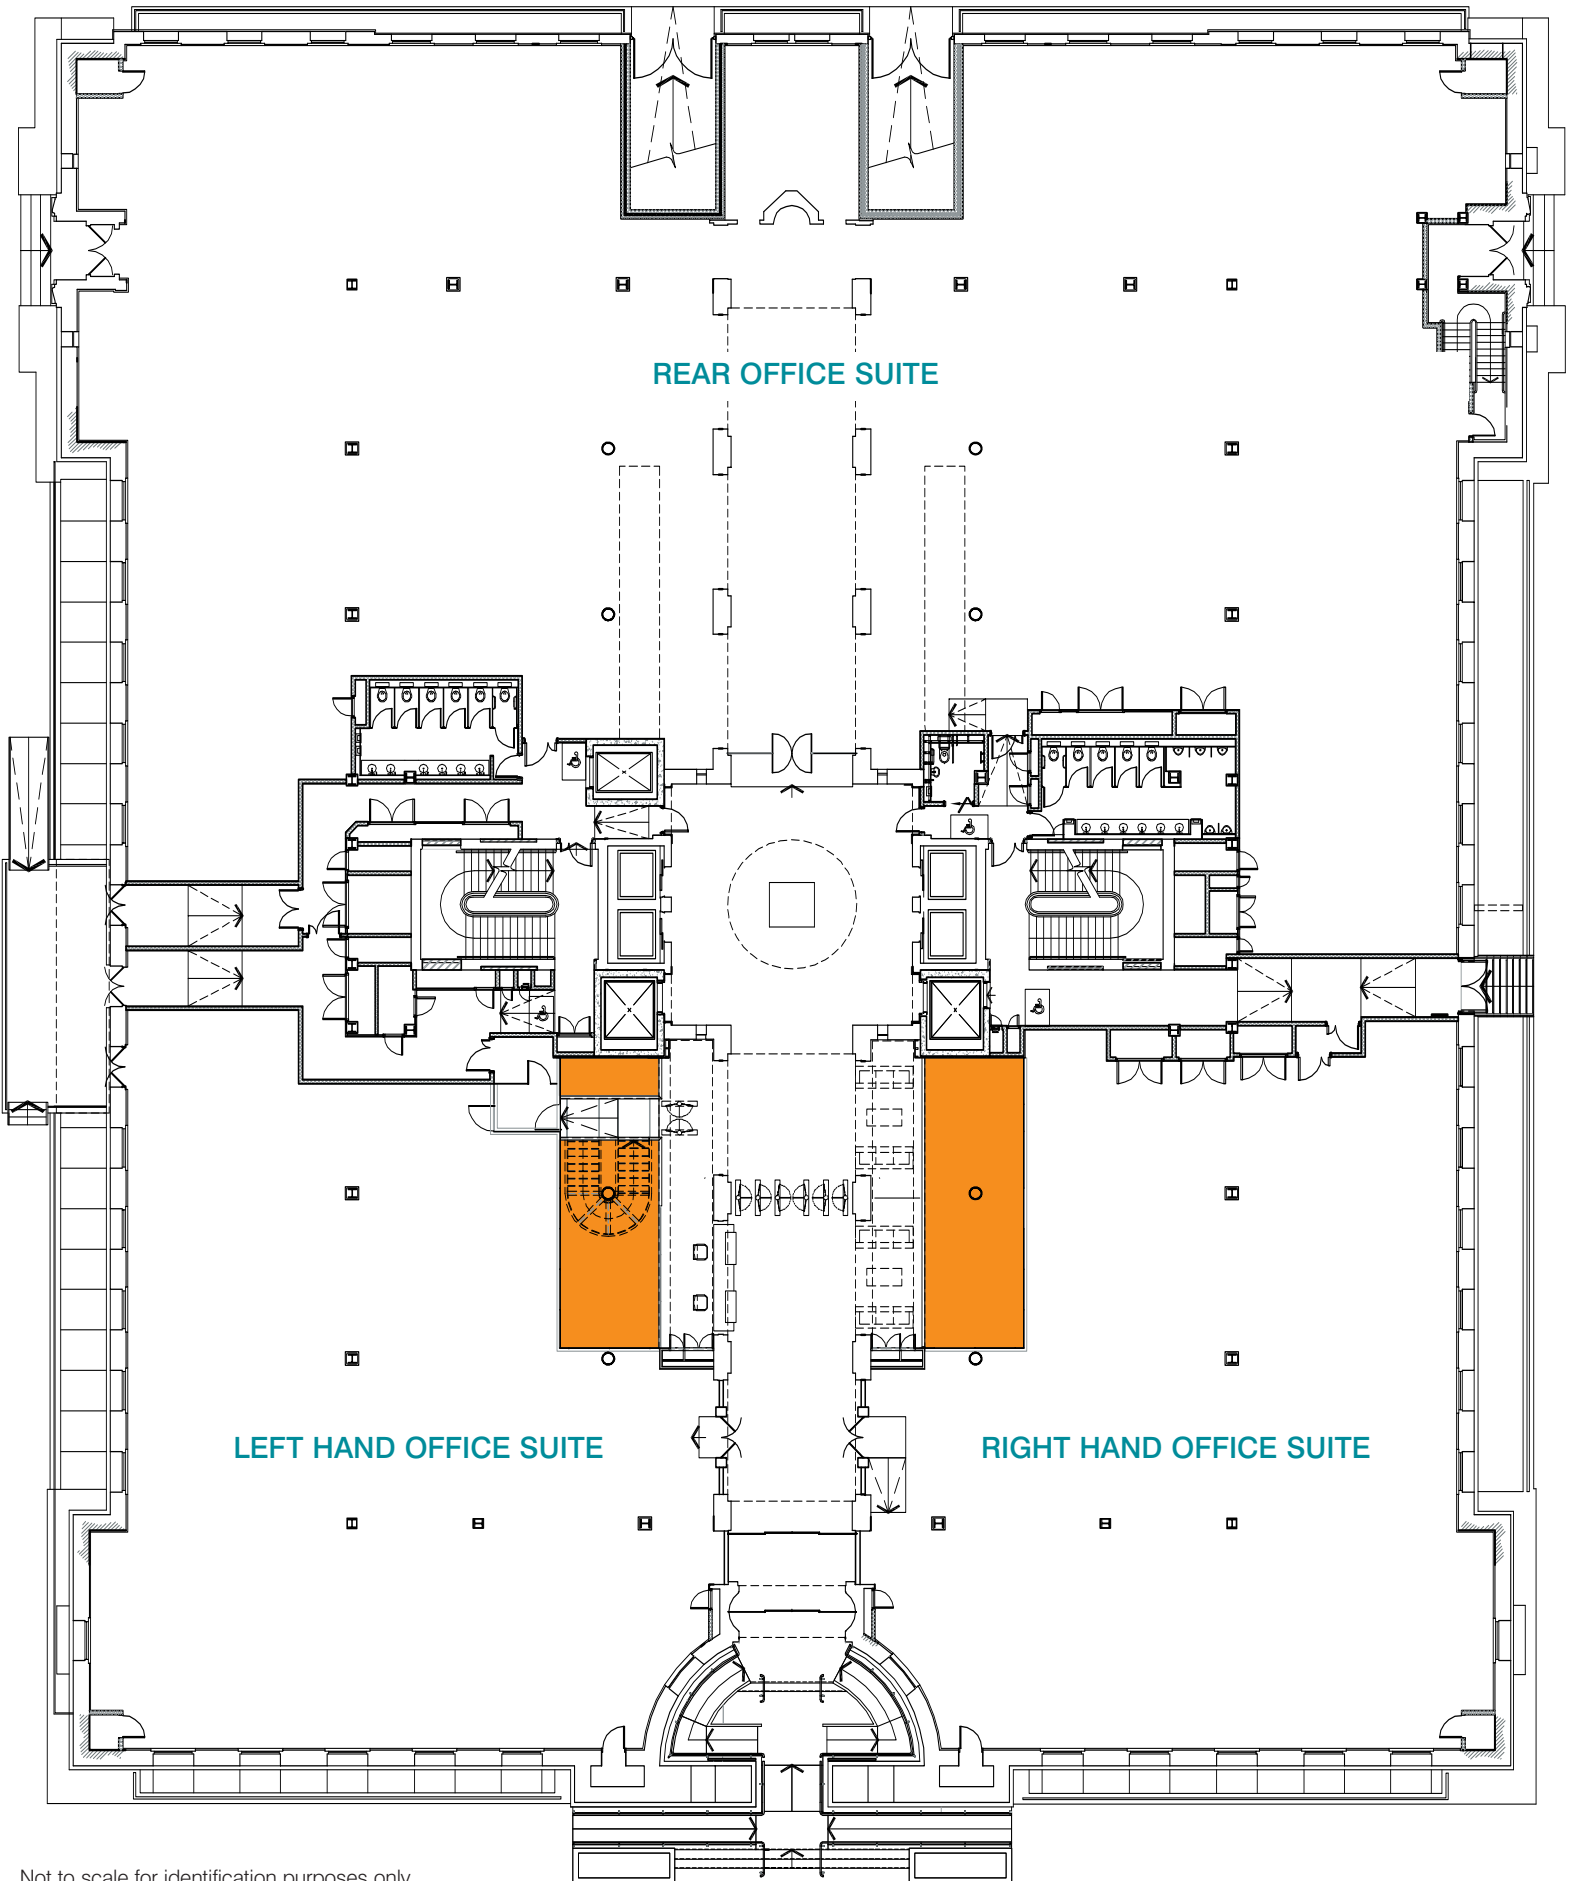 REAR OFFICE SUITE
LEFT HAND OFFICE SUITE
RIGHT HAND OFFICE SUITE
Not to scale for identification purposes only